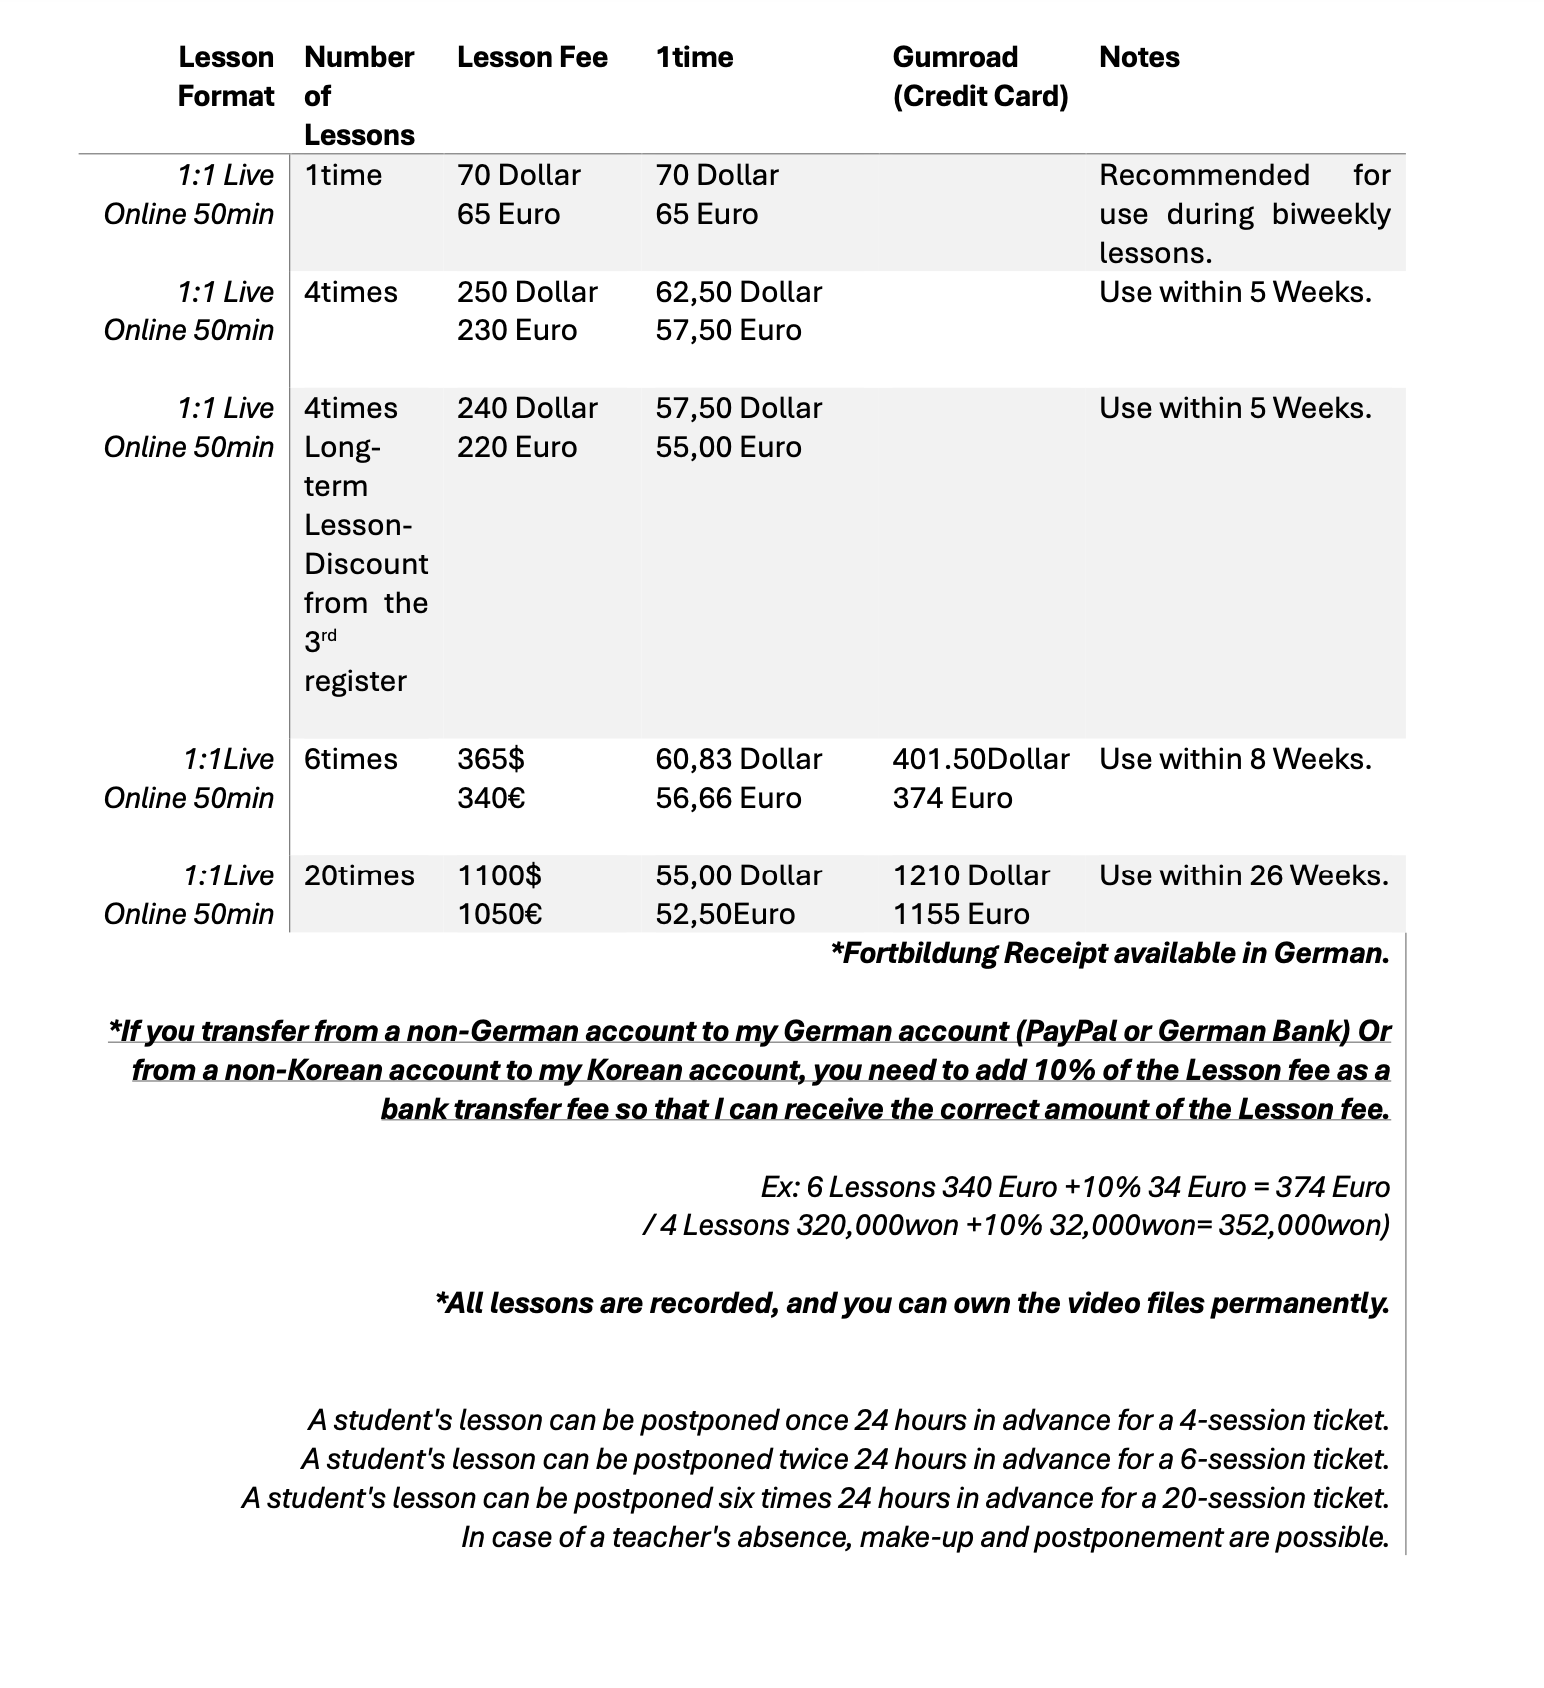 Lesson Format	Number of Lessons	Lesson Fee	1time	Gumroad (Credit Card)	Notes
1:1 Live	1time	70 Dollar	70 Dollar		Recommended for
Online 50min		65 Euro	65 Euro		use during biweekly
lessons.
1:1 Live	4times	250 Dollar	62,50 Dollar		Use within 5 Weeks.
Online 50min		230 Euro	57,50 Euro
1:1 Live	4times	240 Dollar	57,50 Dollar		Use within 5 Weeks.
Online 50min	Long-	220 Euro	55,00 Euro
term
Lesson-
Discount
from the
3rd
register
1:1Live	6times	365$	60,83 Dollar	401.50Dollar	Use within 8 Weeks.
Online 50min		340€	56,66 Euro	374 Euro
1:1Live	20times	1100$	55,00 Dollar	1210 Dollar	Use within 26 Weeks.
Online 50min		1050€	52,50Euro	1155 Euro
*Fortbildung Receipt available in German.
*If you transfer from a non-German account to my German account (PayPal or German Bank) Or
from a non-Korean account to my Korean account, you need to add 10% of the Lesson fee as a
bank transfer fee so that I can receive the correct amount of the Lesson fee.
Ex: 6 Lessons 340 Euro +10% 34 Euro = 374 Euro
/ 4 Lessons 320,000won +10% 32,000won= 352,000won)
*All lessons are recorded, and you can own the video files permanently.
A student's lesson can be postponed once 24 hours in advance for a 4-session ticket.
A student's lesson can be postponed twice 24 hours in advance for a 6-session ticket.
A student's lesson can be postponed six times 24 hours in advance for a 20-session ticket.
In case of a teacher's absence, make-up and postponement are possible.